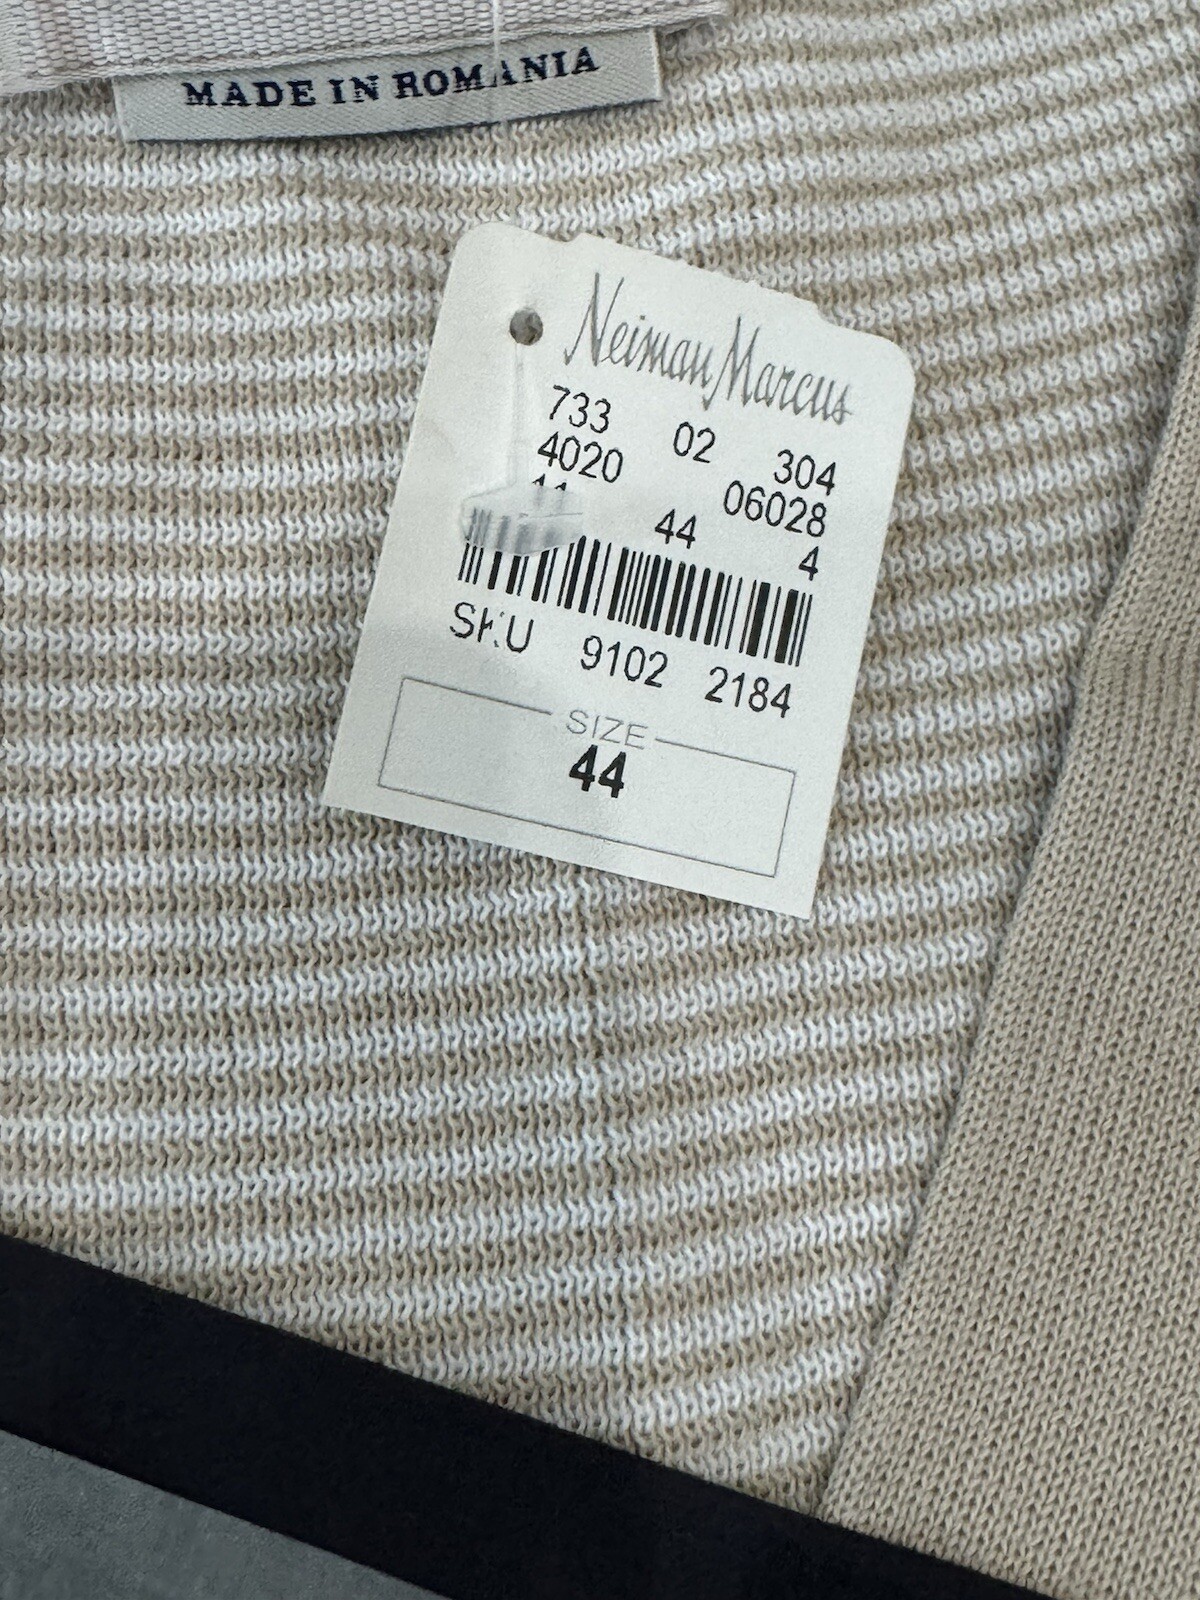 MADE IN ROMANIA
Neiman Marcus
733 02 304
4020 06028
44 4
SKU 9102 2184
SIZE
44